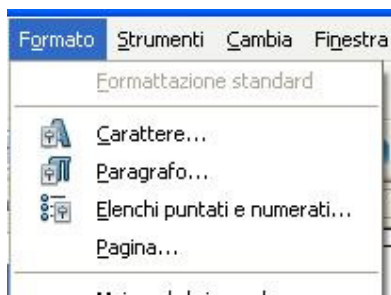 Formato Strumenti Cambia Finestra
Formattazione standard
Carattere...
Paragrafo...
Elenchi puntati e numerati...
Pagina...